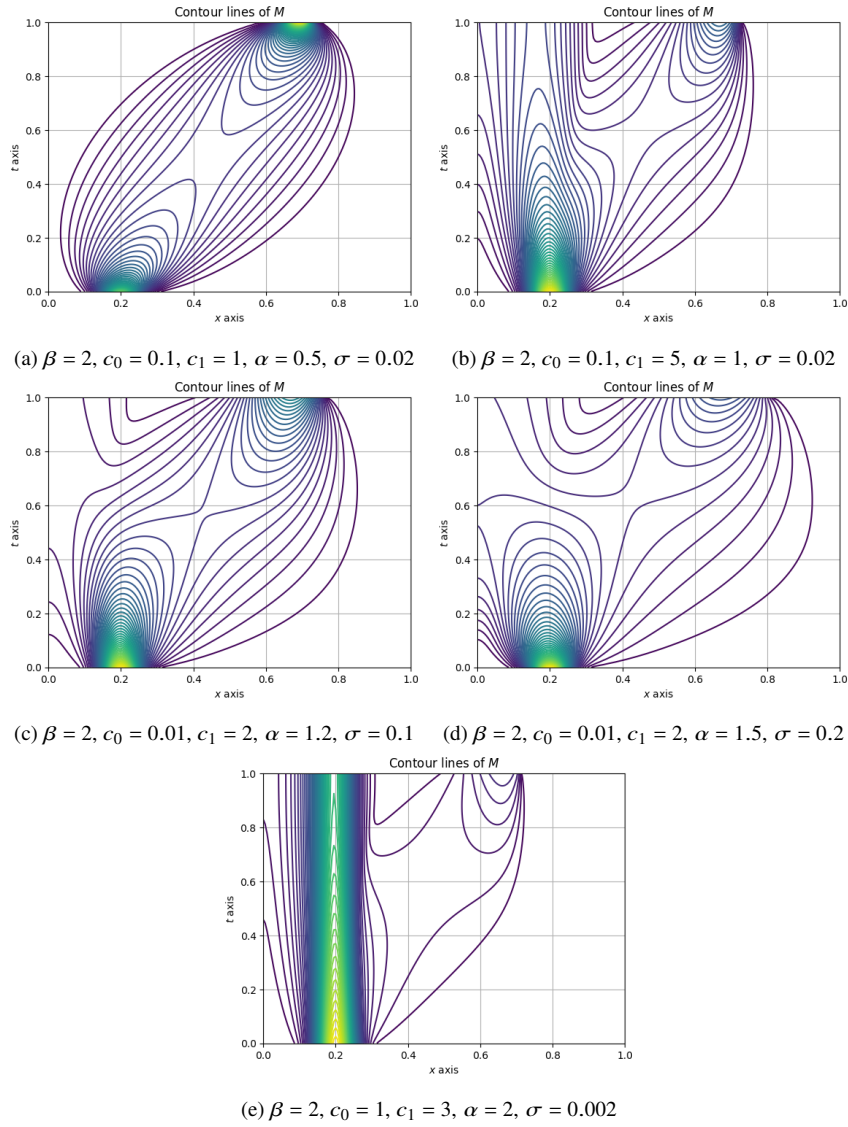 Contour lines of M
1.0
0.8
0.6
0.4
0.2
0.0
t axis
0.0 0.2 0.4 0.6 0.8 1.0
x axis
(a) β = 2, c₀ = 0.1, c₁ = 1, α = 0.5, σ = 0.02
Contour lines of M
1.0
0.8
0.6
0.4
0.2
0.0
t axis
0.0 0.2 0.4 0.6 0.8 1.0
x axis
(b) β = 2, c₀ = 0.1, c₁ = 5, α = 1, σ = 0.02
Contour lines of M
1.0
0.8
0.6
0.4
0.2
0.0
t axis
0.0 0.2 0.4 0.6 0.8 1.0
x axis
(c) β = 2, c₀ = 0.01, c₁ = 2, α = 1.2, σ = 0.1
Contour lines of M
1.0
0.8
0.6
0.4
0.2
0.0
t axis
0.0 0.2 0.4 0.6 0.8 1.0
x axis
(d) β = 2, c₀ = 0.01, c₁ = 2, α = 1.5, σ = 0.2
Contour lines of M
1.0
0.8
0.6
0.4
0.2
0.0
t axis
0.0 0.2 0.4 0.6 0.8 1.0
x axis
(e) β = 2, c₀ = 1, c₁ = 3, α = 2, σ = 0.002